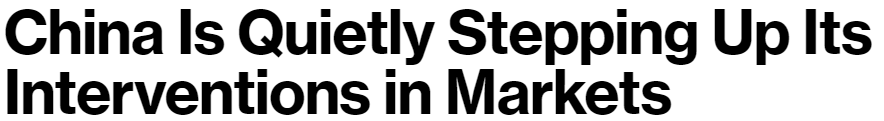 China Is Quietly Stepping Up Its
Interventions in Markets